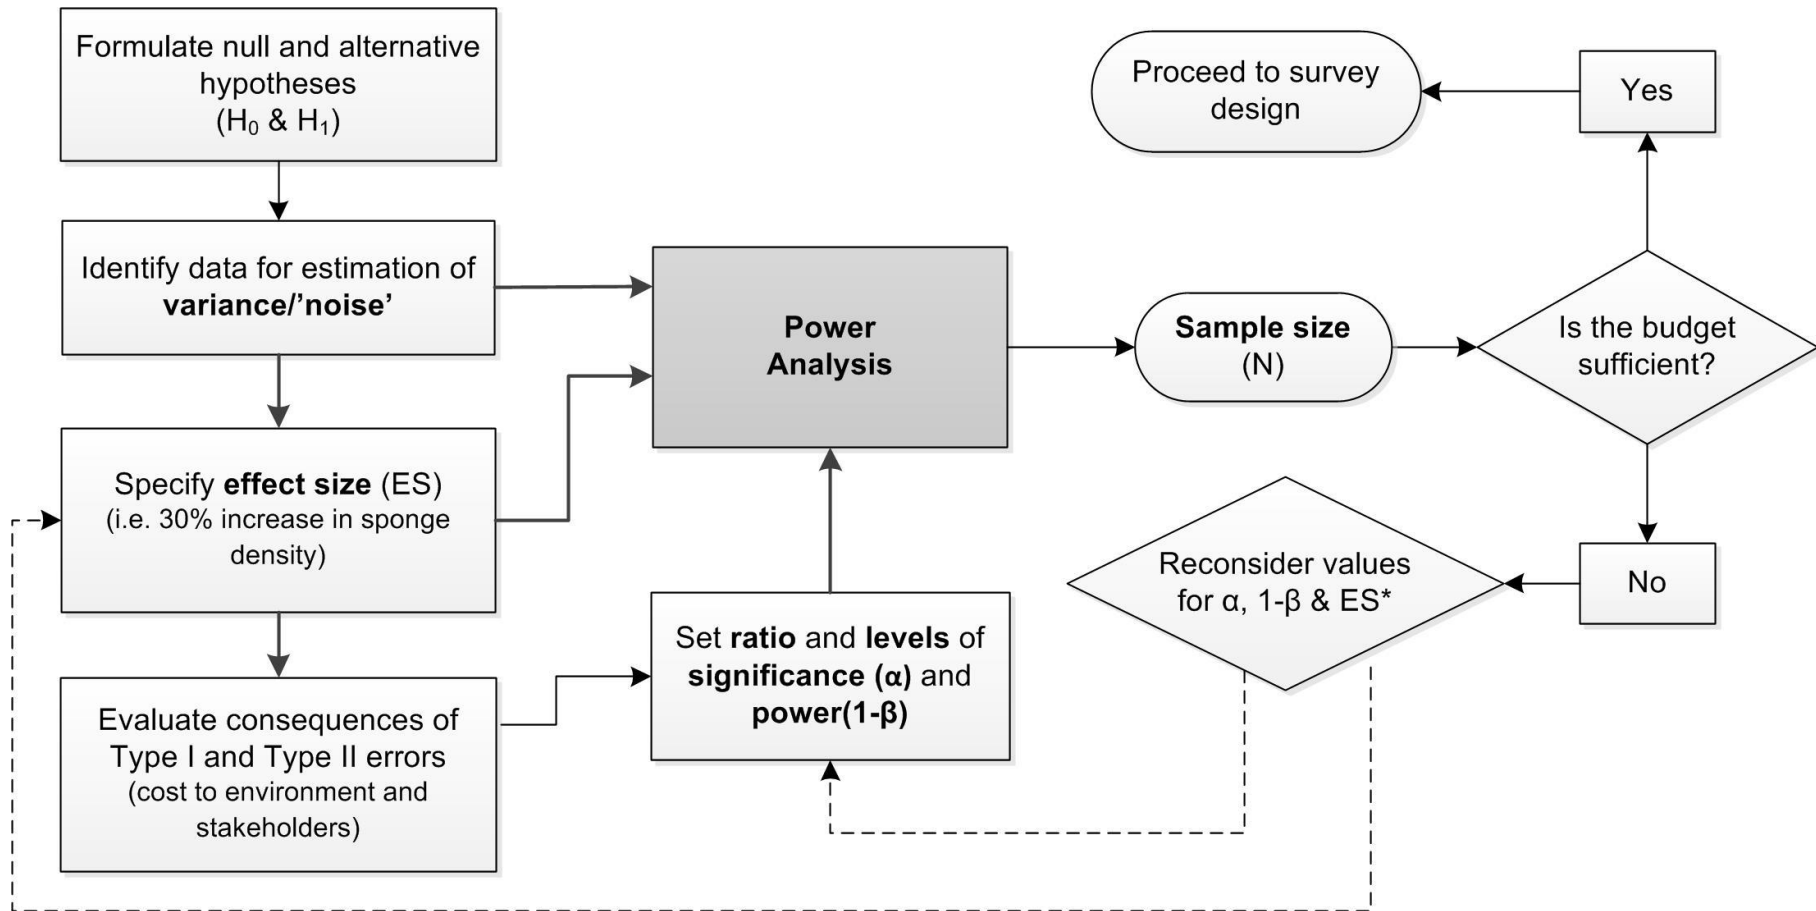 Formulate null and alternative
hypotheses
(H₀ & H₁)
Identify data for estimation of
variance/’noise’
Specify effect size (ES)
(i.e. 30% increase in sponge
density)
Evaluate consequences of
Type I and Type II errors
(cost to environment and
stakeholders)
Power
Analysis
Set ratio and levels of
significance (α) and
power(1-β)
Sample size
(N)
Is the budget
sufficient?
Yes
Proceed to survey
design
No
Reconsider values
for α, 1-β & ES*